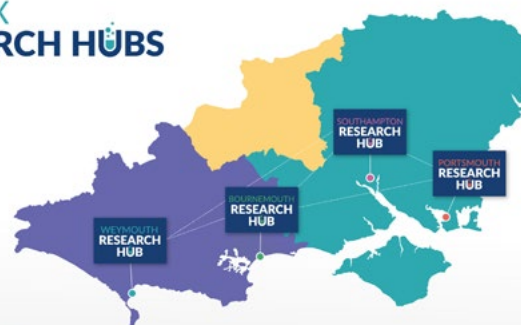 RCH HUBS
SOUTHAMPTON
RESEARCH
HUB
PORTSMOUTH
RESEARCH
HUB
BOURNEMOUTH
RESEARCH
HUB
WEYMOUTH
RESEARCH
HUB